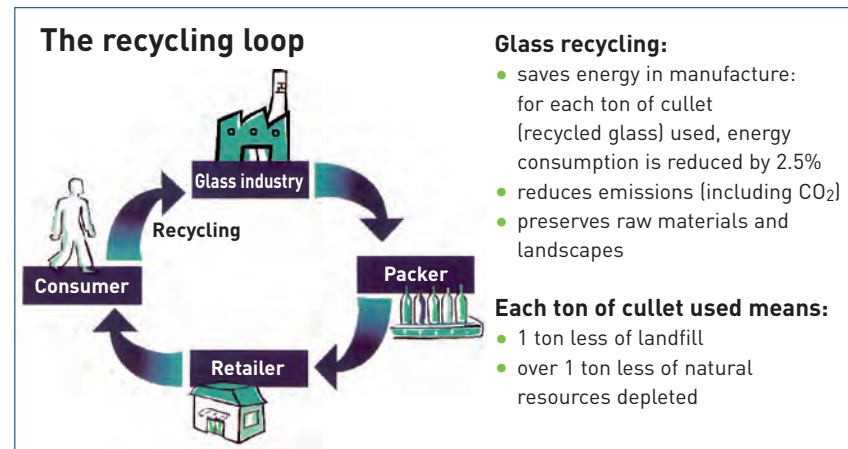 The recycling loop
Glass industry
Recycling
Consumer
Packer
Retailer
Glass recycling:
• saves energy in manufacture:
for each ton of cullet
(recycled glass) used, energy
consumption is reduced by 2.5%
• reduces emissions (including CO₂)
• preserves raw materials and
landscapes
Each ton of cullet used means:
• 1 ton less of landfill
• over 1 ton less of natural
resources depleted